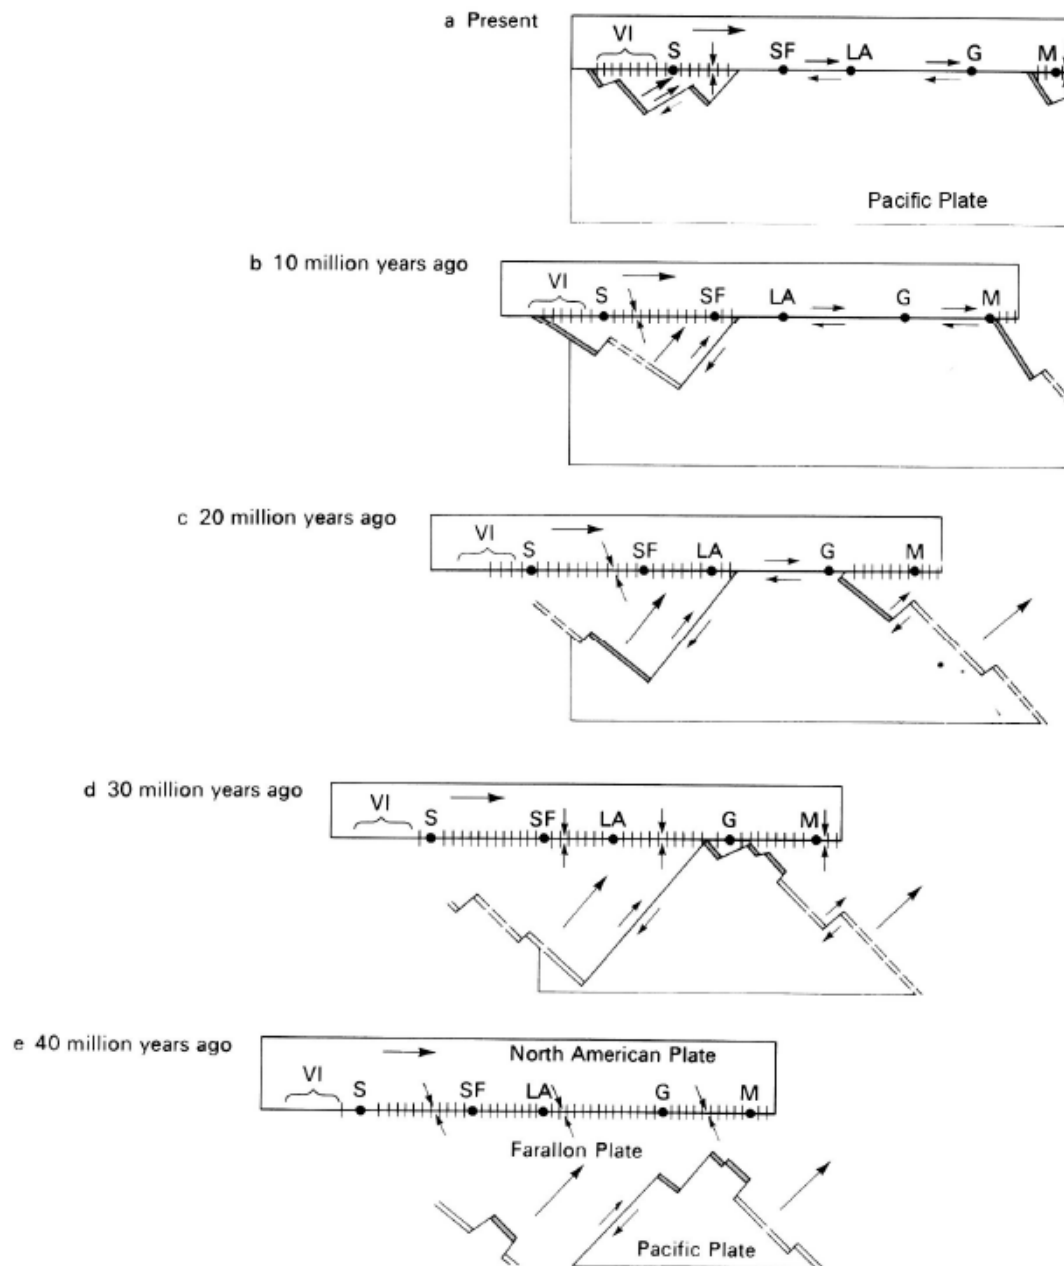 a Present
VI
S
SF
LA
G
M
Pacific Plate
b 10 million years ago
VI
S
SF
LA
G
M
c 20 million years ago
VI
S
SF
LA
G
M
d 30 million years ago
VI
S
SF
LA
G
M
e 40 million years ago
North American Plate
VI
S
SF
LA
G
M
Farallon Plate
Pacific Plate